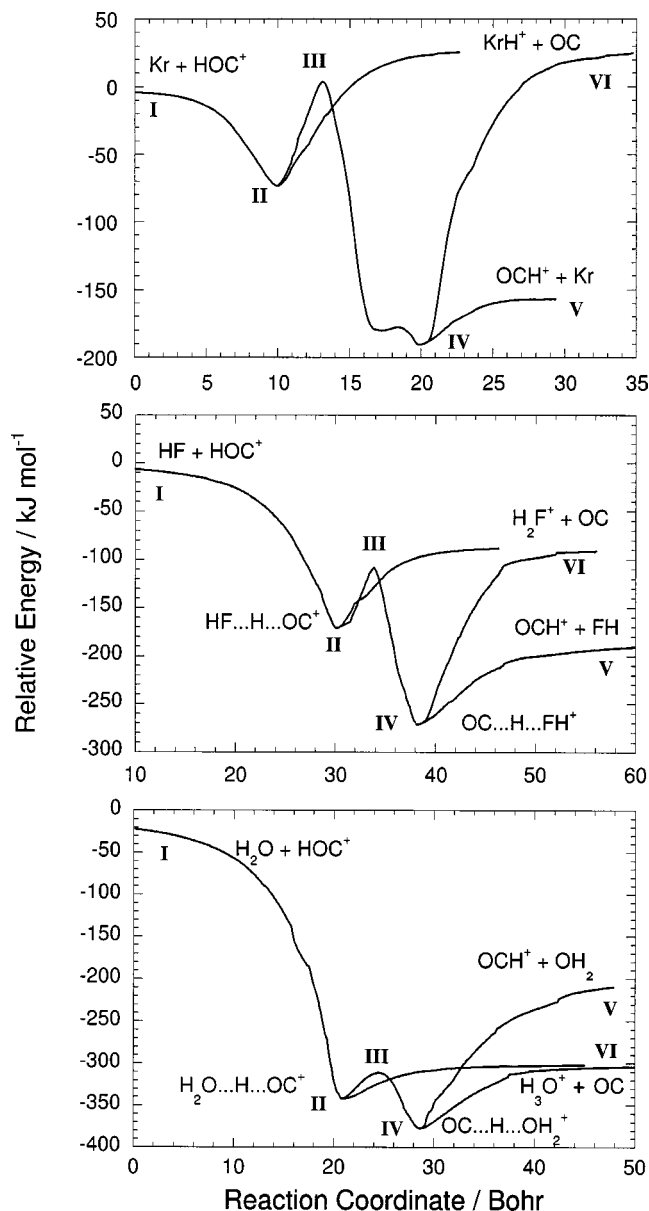 Relative Energy / kJ mol⁻¹
50
0
-50
-100
-150
-200
Kr + HOC⁺
III
KrH⁺ + OC
I
VI
II
OCH⁺ + Kr
V
IV
0 5 10 15 20 25 30 35
50
0
-50
-100
-150
-200
-250
-300
HF + HOC⁺
I
H₂F⁺ + OC
III
VI
HF...H...OC⁺
II
OCH⁺ + FH
V
IV
OC...H...FH⁺
10 20 30 40 50 60
0
-50
-100
-150
-200
-250
-300
-350
-400
I
H₂O + HOC⁺
OCH⁺ + OH₂
V
III
VI
H₂O...H...OC⁺
II
H₃O⁺ + OC
IV
OC...H...OH₂⁺
0 10 20 30 40 50
Reaction Coordinate / Bohr